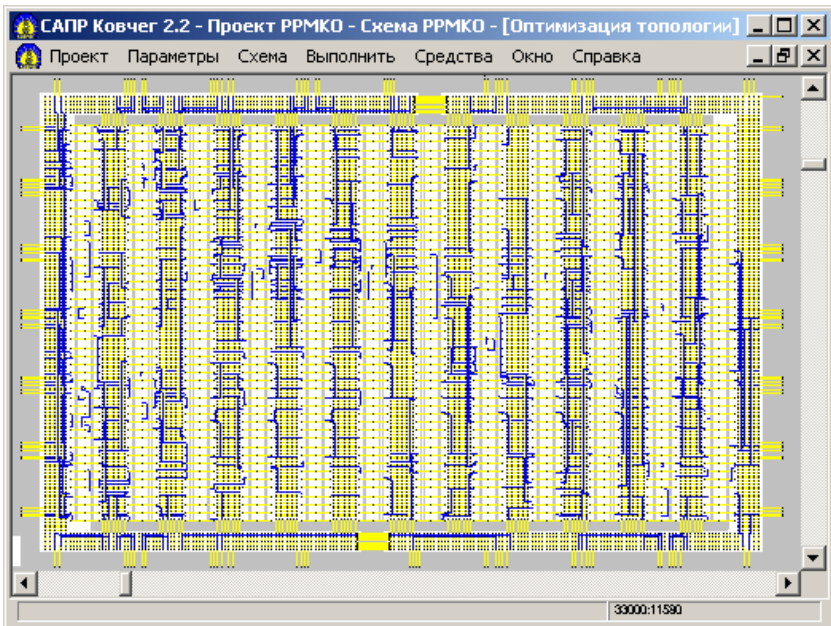 САПР Ковчег 2.2 - Проект РРМКО - Схема РРМКО - [Оптимизация топологии]
Проект Параметры Схема Выполнить Средства Окно Справка
33000:11590